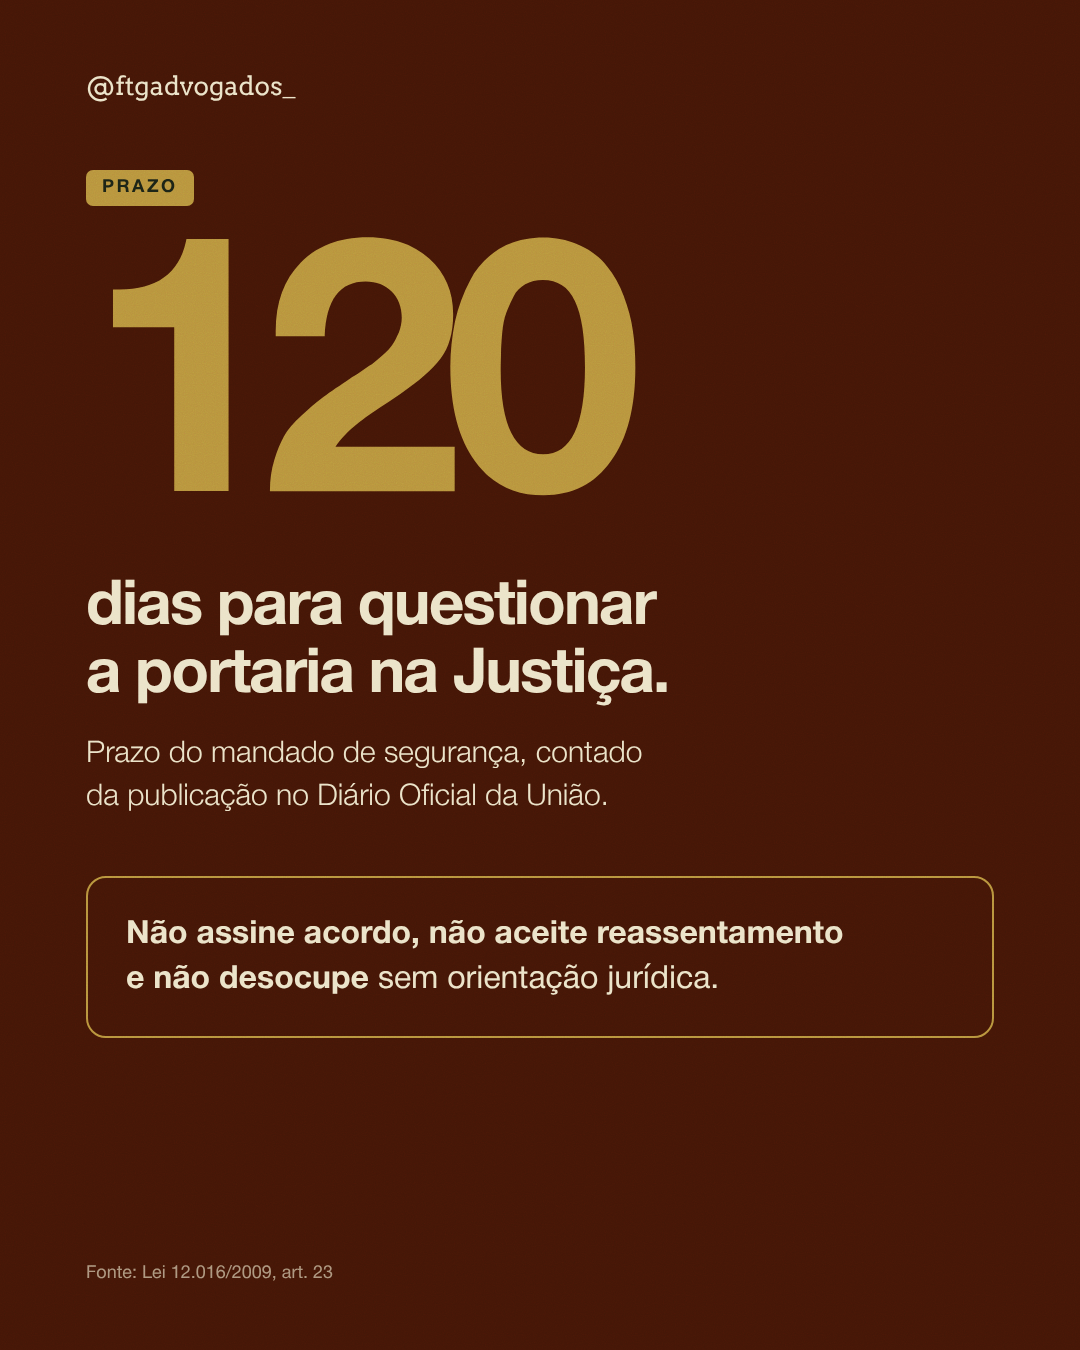 @ftgadvogados_
PRAZO
120
dias para questionar
a portaria na Justiça.
Prazo do mandado de segurança, contado
da publicação no Diário Oficial da União.
Não assine acordo, não aceite reassentamento
e não desocupe sem orientação jurídica.
Fonte: Lei 12.016/2009, art. 23